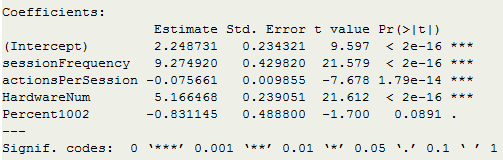 Coefficients:
Estimate Std. Error t value Pr(>|t|)
(Intercept) 2.248731 0.234321 9.597 < 2e-16 ***
sessionFrequency 9.274920 0.429820 21.579 < 2e-16 ***
actionsPerSession -0.075661 0.009855 -7.678 1.79e-14 ***
HardwareNum 5.166468 0.239051 21.612 < 2e-16 ***
Percent1002 -0.831145 0.488800 -1.700 0.0891 .
---
Signif. codes: 0 ‘***’ 0.001 ‘**’ 0.01 ‘*’ 0.05 ‘.’ 0.1 ‘ ’ 1